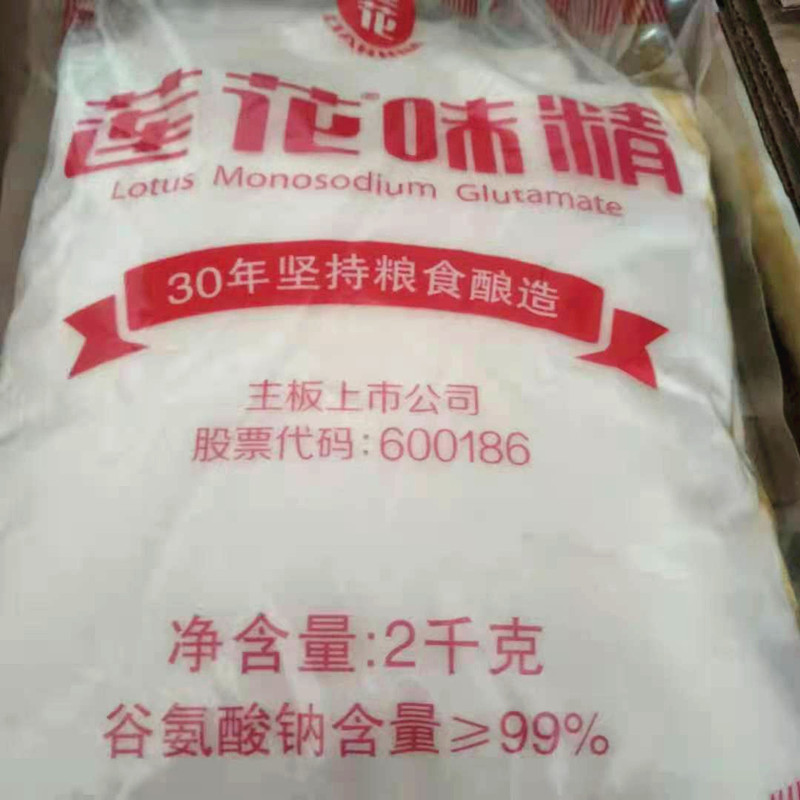 花
LIANHUA
莲花味精
Lotus Monosodium Glutamate
30年坚持粮食酿造
主板上市公司
股票代码:600186
净含量:2千克
谷氨酸钠含量≥99%